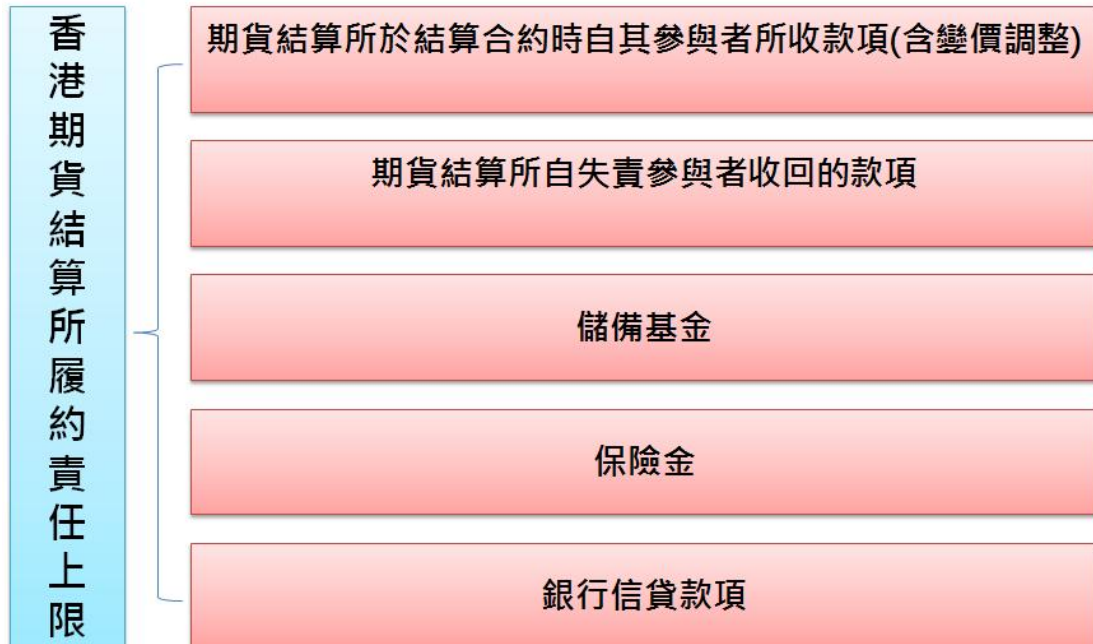 香港期貨結算所履約責任上限
期貨結算所於結算合約時自其參與者所收款項(含變價調整)
期貨結算所自失責參與者收回的款項
儲備基金
保險金
銀行信貸款項